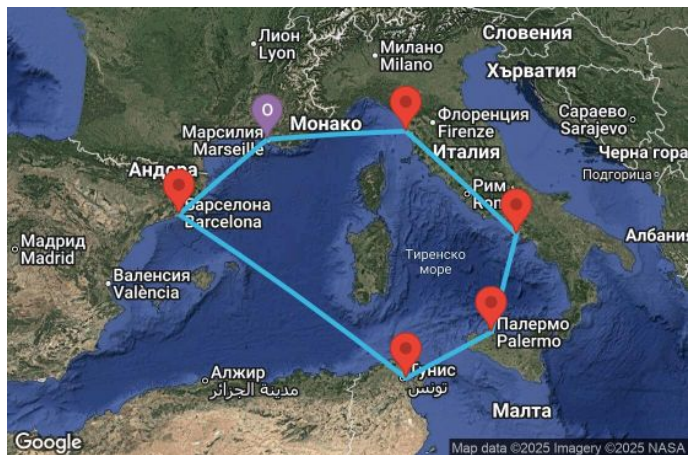 Словения
Лион
Lyon
Милано
Milano
Хърватия
O
Марсилия
Marseille
Монако
Флоренция
Firenze
Сараево
Sarajevo
Италия
Черна гора
Подгорица
Андора
Рим
Барселона
Barcelona
Мадрид
Madrid
Албания
Тиренско
море
Валенсия
València
Палермо
Palermo
Тунис
تونس
Алжир
مدينة الجزائر
Малта
Google
Map data ©2025 Imagery ©2025 NASA